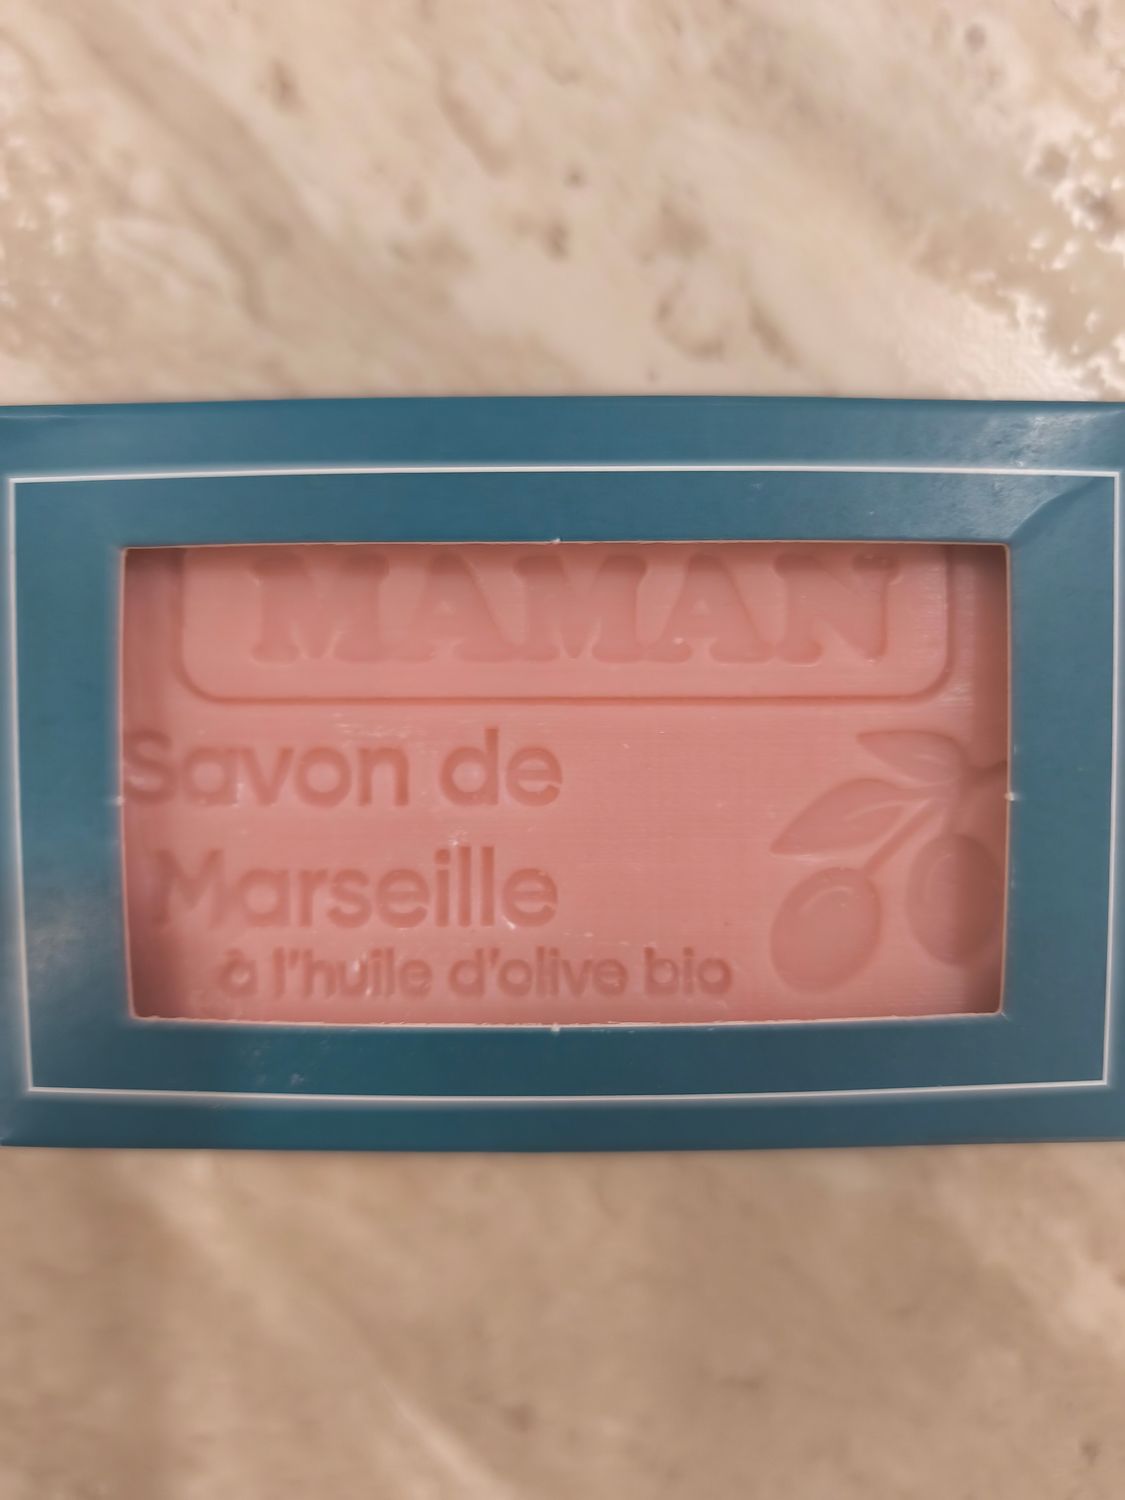 MAMAN
Savon de
Marseille
à l'huile d'olive bio